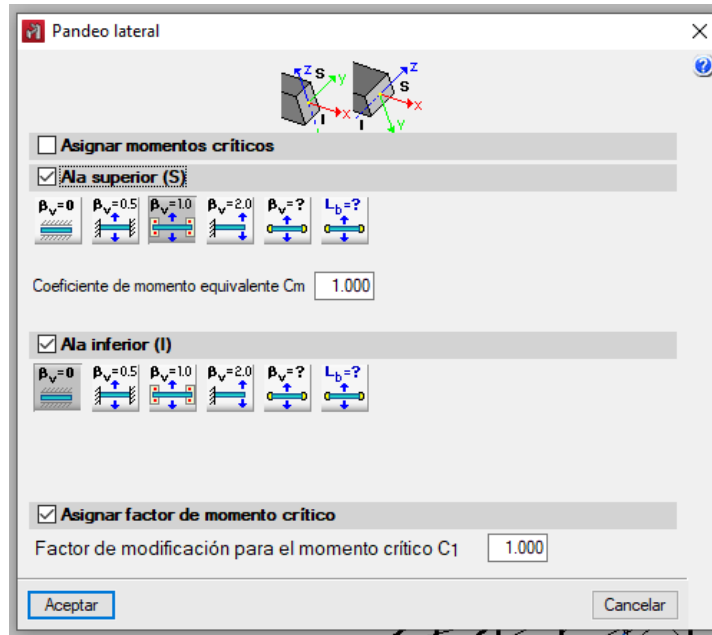 Pandeo lateral
z s y x I
z s x I y
Asignar momentos críticos
Ala superior (S)
βv=0 βv=0.5 βv=1.0 βv=2.0 βv=? Lb=?
Coeficiente de momento equivalente Cm 1.000
Ala inferior (I)
βv=0 βv=0.5 βv=1.0 βv=2.0 βv=? Lb=?
Asignar factor de momento crítico
Factor de modificación para el momento crítico C1 1.000
Aceptar Cancelar